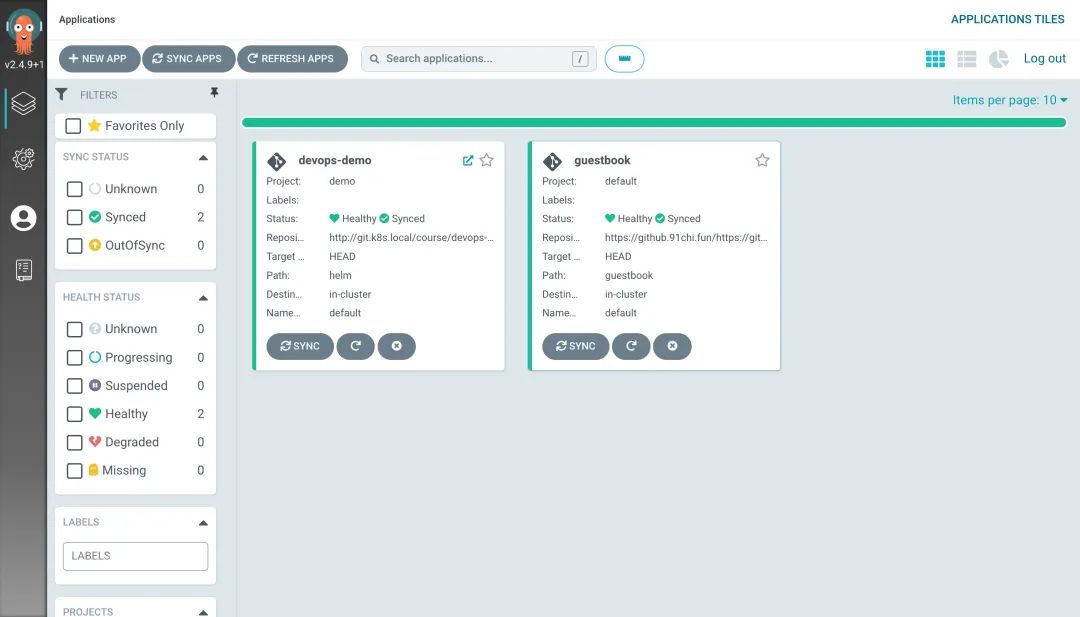 Applications
APPLICATIONS TILES
v2.4.9+1
NEW APP
SYNC APPS
REFRESH APPS
Search applications...
/
Log out
FILTERS
Items per page: 10
Favorites Only
SYNC STATUS
Unknown 0
Synced 2
OutOfSync 0
HEALTH STATUS
Unknown 0
Progressing 0
Suspended 0
Healthy 2
Degraded 0
Missing 0
LABELS
LABELS
PROJECTS
devops-demo
Project: demo
Labels:
Status: Healthy Synced
Reposi... http://git.k8s.local/course/devops-...
Target ... HEAD
Path: helm
Destin... in-cluster
Name... default
SYNC
guestbook
Project: default
Labels:
Status: Healthy Synced
Reposi... https://github.91chi.fun/https://git...
Target ... HEAD
Path: guestbook
Destin... in-cluster
Name... default
SYNC